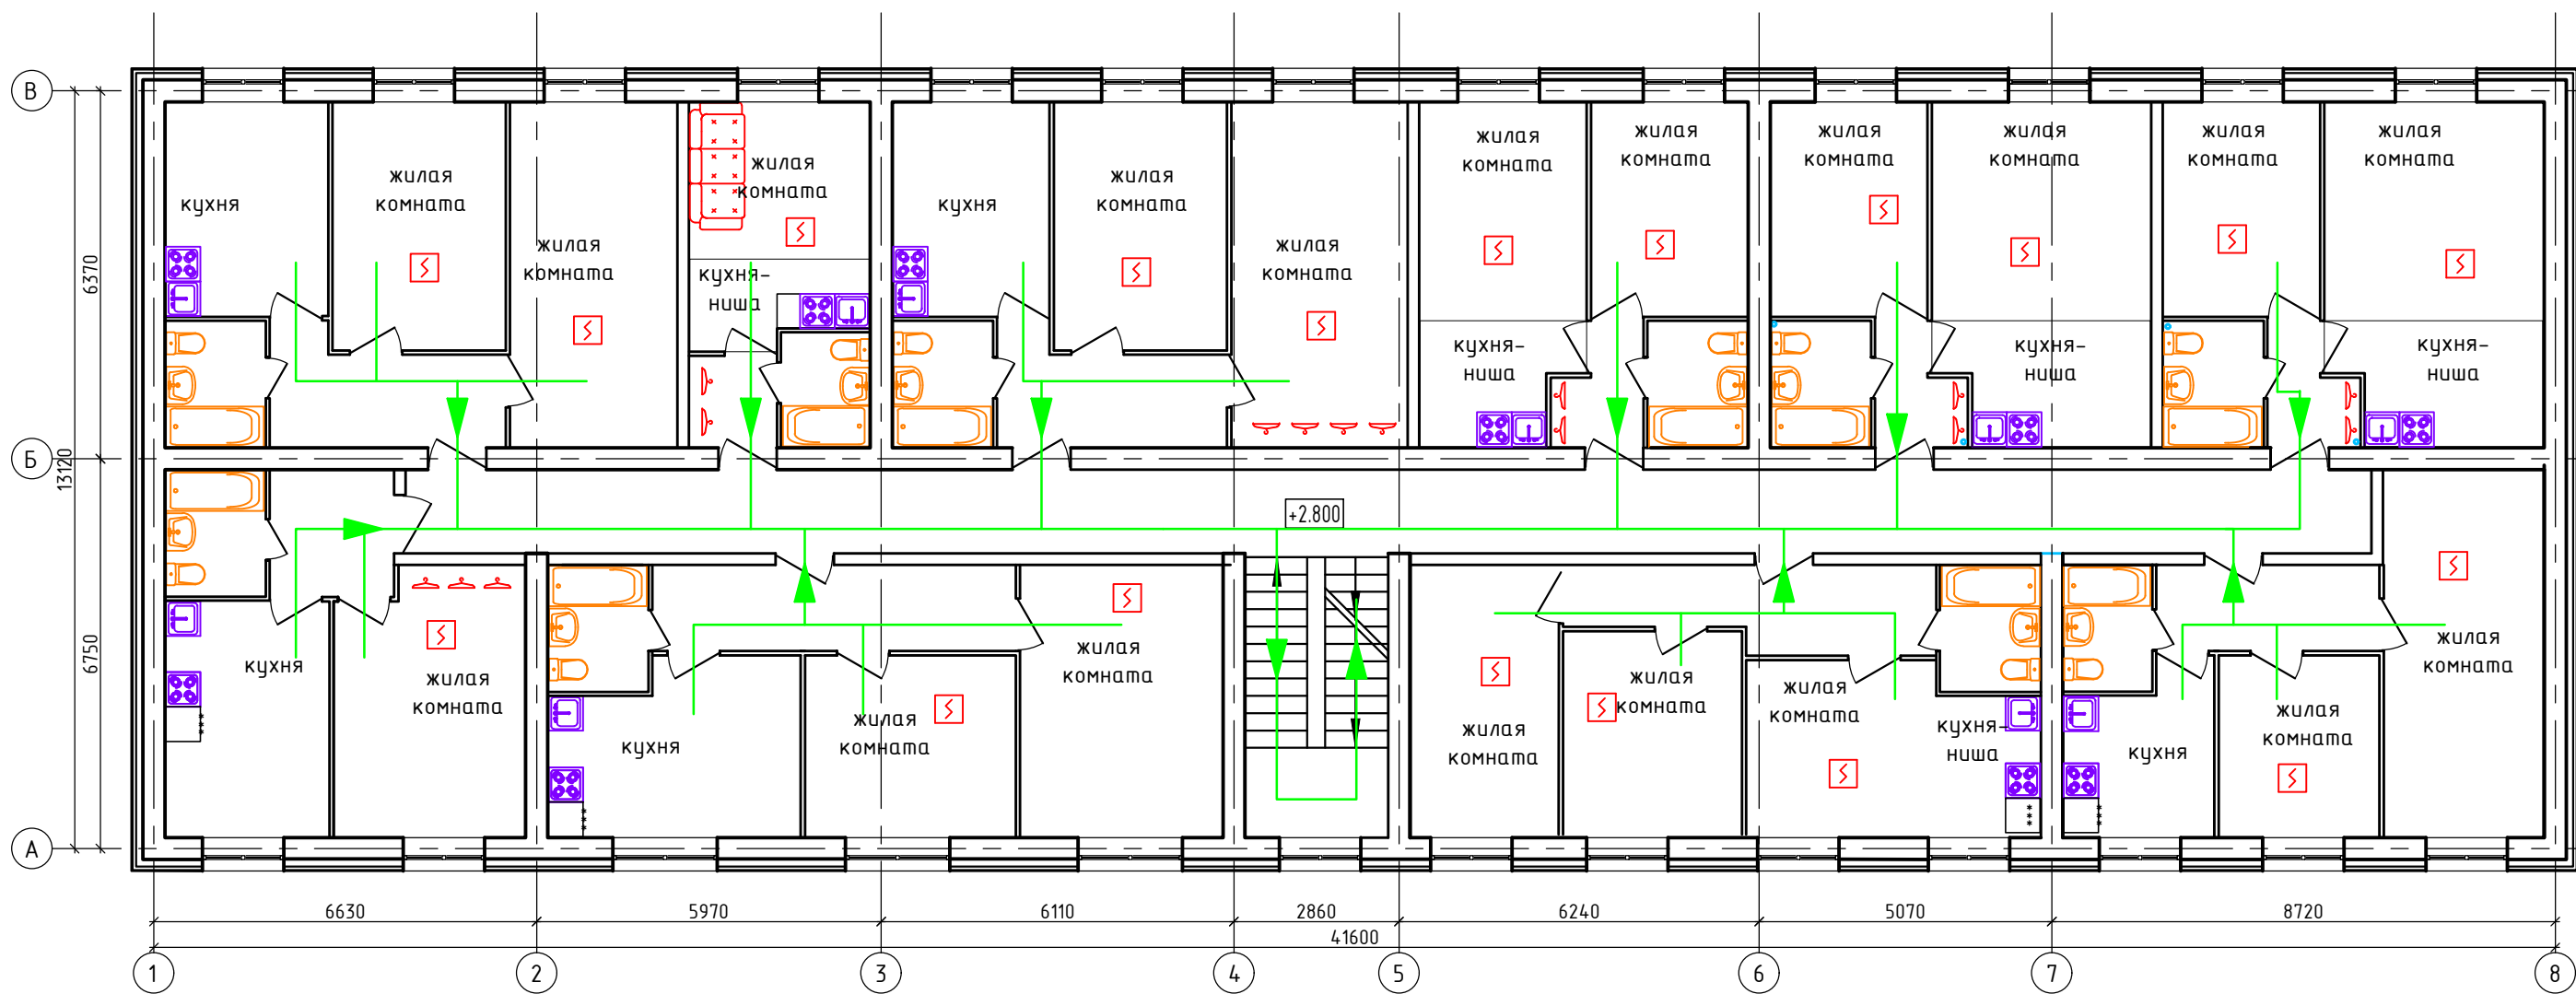 В
Б
А
6370
13120
6750
кухня
жилая
комната
жилая
комната
жилая
комната
кухня-
ниша
кухня
жилая
комната
жилая
комната
жилая
комната
кухня-
ниша
жилая
комната
жилая
комната
жилая
комната
кухня-
ниша
жилая
комната
жилая
комната
кухня-
ниша
+2.800
кухня
жилая
комната
кухня
жилая
комната
жилая
комната
жилая
комната
жилая
комната
жилая
комната
кухня-
ниша
кухня
жилая
комната
жилая
комната
6630
5970
6110
2860
6240
5070
8720
41600
1
2
3
4
5
6
7
8